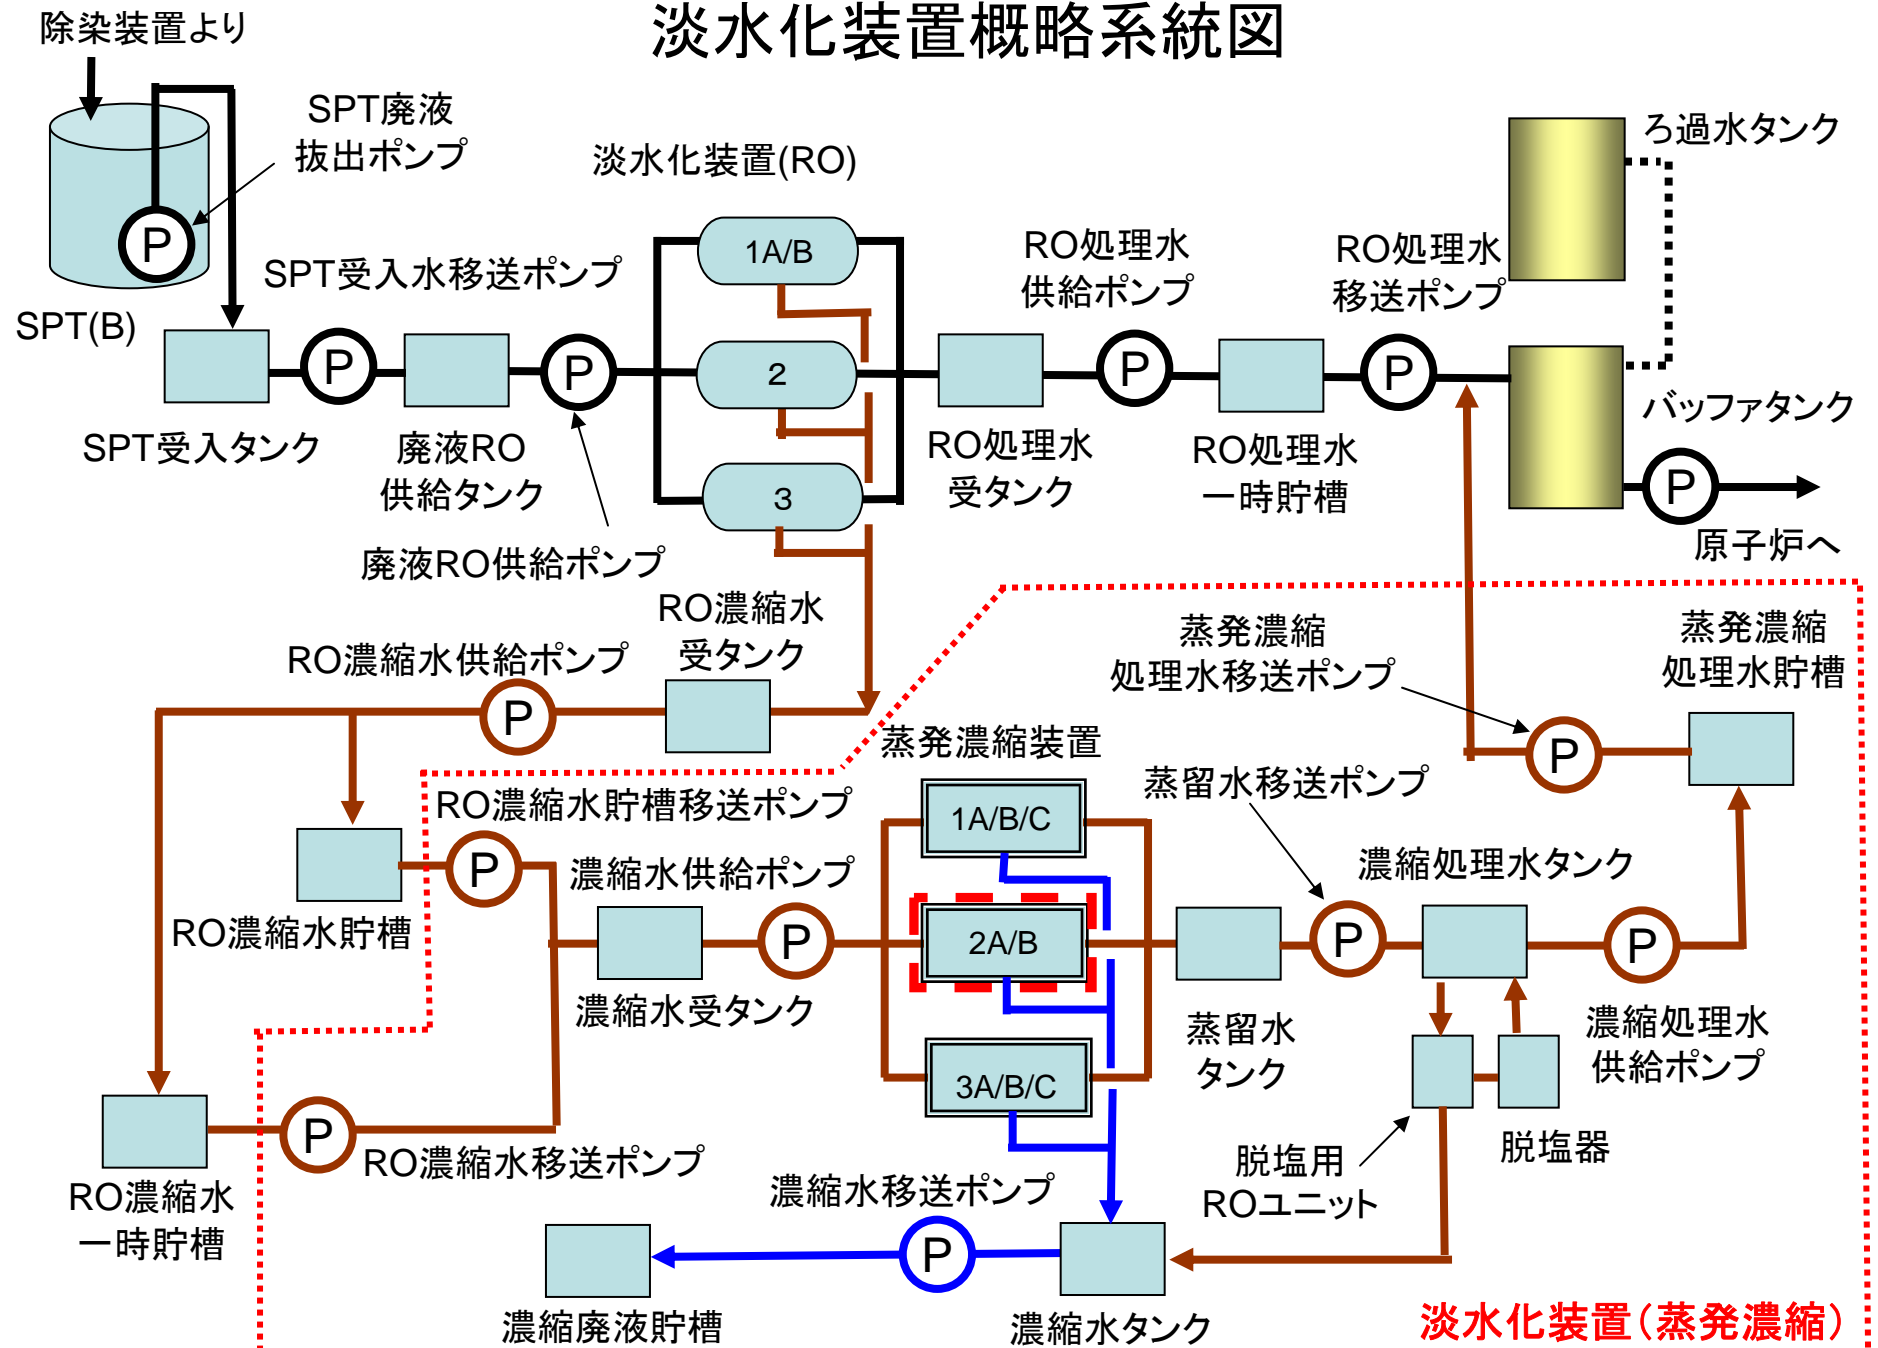 淡水化装置概略系統図
除染装置より
SPT廃液
抜出ポンプ
P
SPT(B)
SPT受入水移送ポンプ
P
SPT受入タンク
廃液RO
供給タンク
P
廃液RO供給ポンプ
淡水化装置(RO)
1A/B
2
3
RO処理水
受タンク
RO処理水
供給ポンプ
P
RO処理水
一時貯槽
RO処理水
移送ポンプ
P
ろ過水タンク
バッファタンク
P
原子炉へ
RO濃縮水
受タンク
RO濃縮水供給ポンプ
P
RO濃縮水貯槽
RO濃縮水貯槽移送ポンプ
P
RO濃縮水
一時貯槽
P
RO濃縮水移送ポンプ
濃縮水供給ポンプ
P
濃縮水受タンク
蒸発濃縮装置
1A/B/C
2A/B
3A/B/C
蒸留水移送ポンプ
P
蒸留水
タンク
濃縮処理水タンク
P
濃縮処理水
供給ポンプ
蒸発濃縮
処理水移送ポンプ
P
蒸発濃縮
処理水貯槽
脱塩用
ROユニット
脱塩器
濃縮水移送ポンプ
P
濃縮廃液貯槽
濃縮水タンク
淡水化装置（蒸発濃縮）